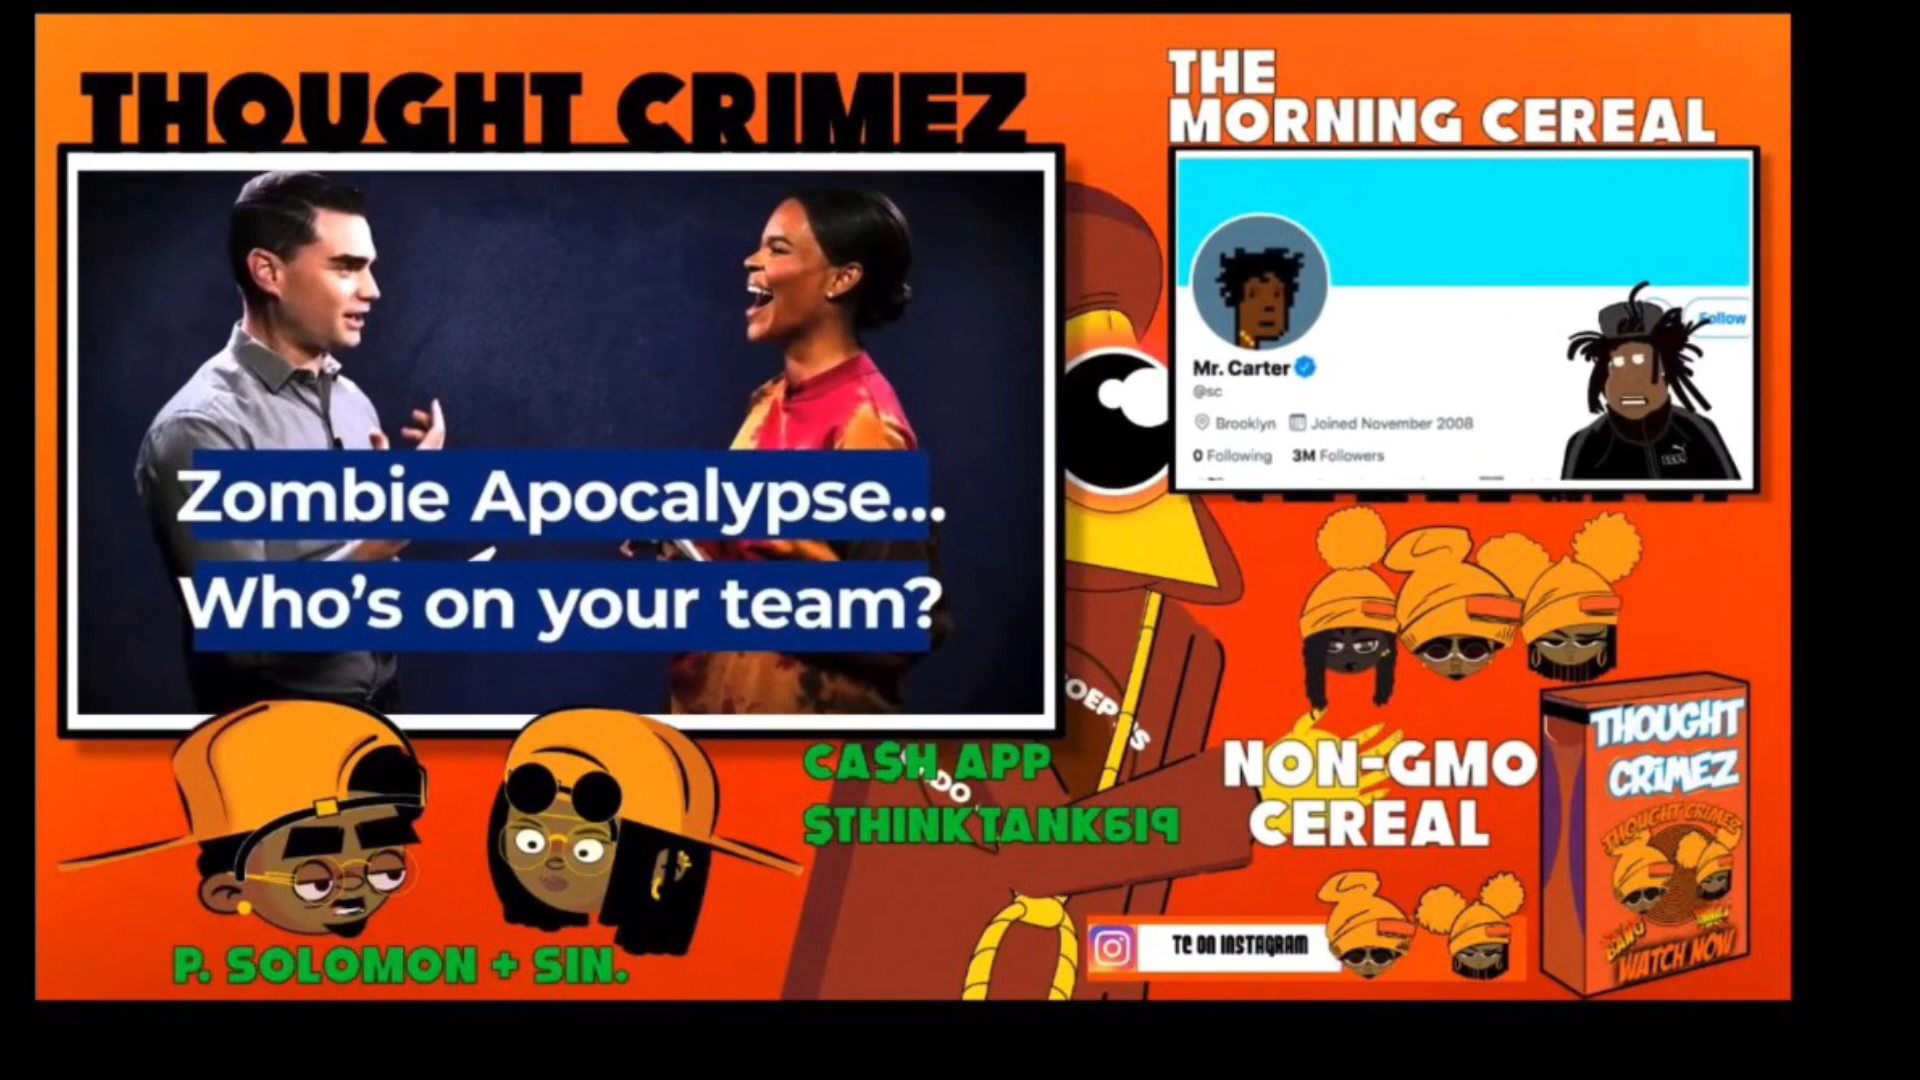 THOUGHT CRIMEZ
THE
MORNING CEREAL
Zombie Apocalypse...
Who's on your team?
Follow
Mr. Carter
@sc
Brooklyn Joined November 2008
0 Following 3M Followers
CA$H APP
$THINKTANK619
P. SOLOMON + SIN.
NON-GMO
CEREAL
TC ON INSTAGRAM
THOUGHT
CRIMEZ
THOUGHT CRIMEZ
WATCH NOW